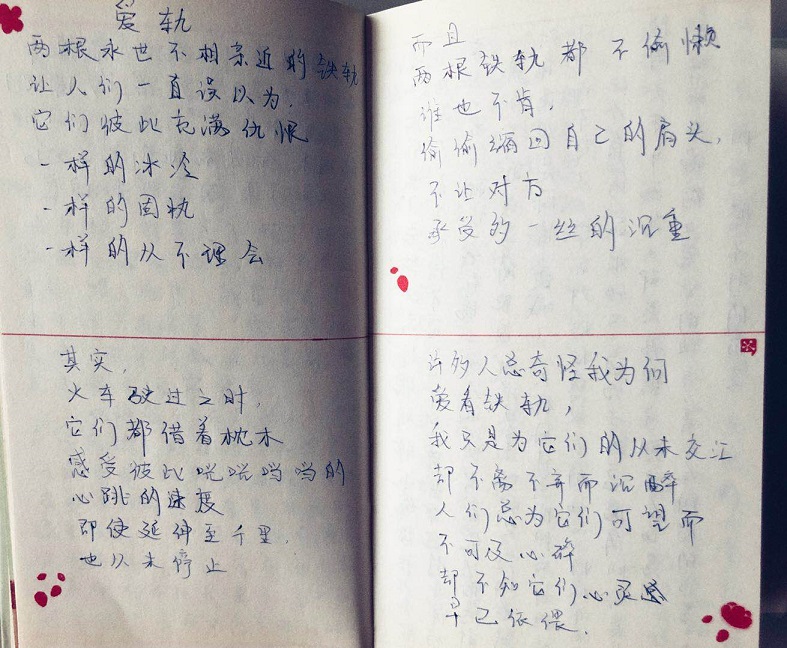 爱轨
两根永世不相亲近的铁轨
让人们一直误以为，
它们彼此充满仇恨
一样的冰冷
一样的固执
一样的从不理会
其实，
火车驶过之时，
它们都借着枕木
感受彼此哐哐当当的
心跳的速度
即使延伸至千里，
也从未停止
而且
两根铁轨都不偷懒
谁也不肯，
偷偷缩回自己的肩头，
不让对方
承受多一丝的沉重
许多人总奇怪我为何
爱着铁轨，
我只是为它们的从未交汇
却不离不弃而沉醉
人们总为它们可望而
不可及心碎
却不知它们心灵
早已依偎.